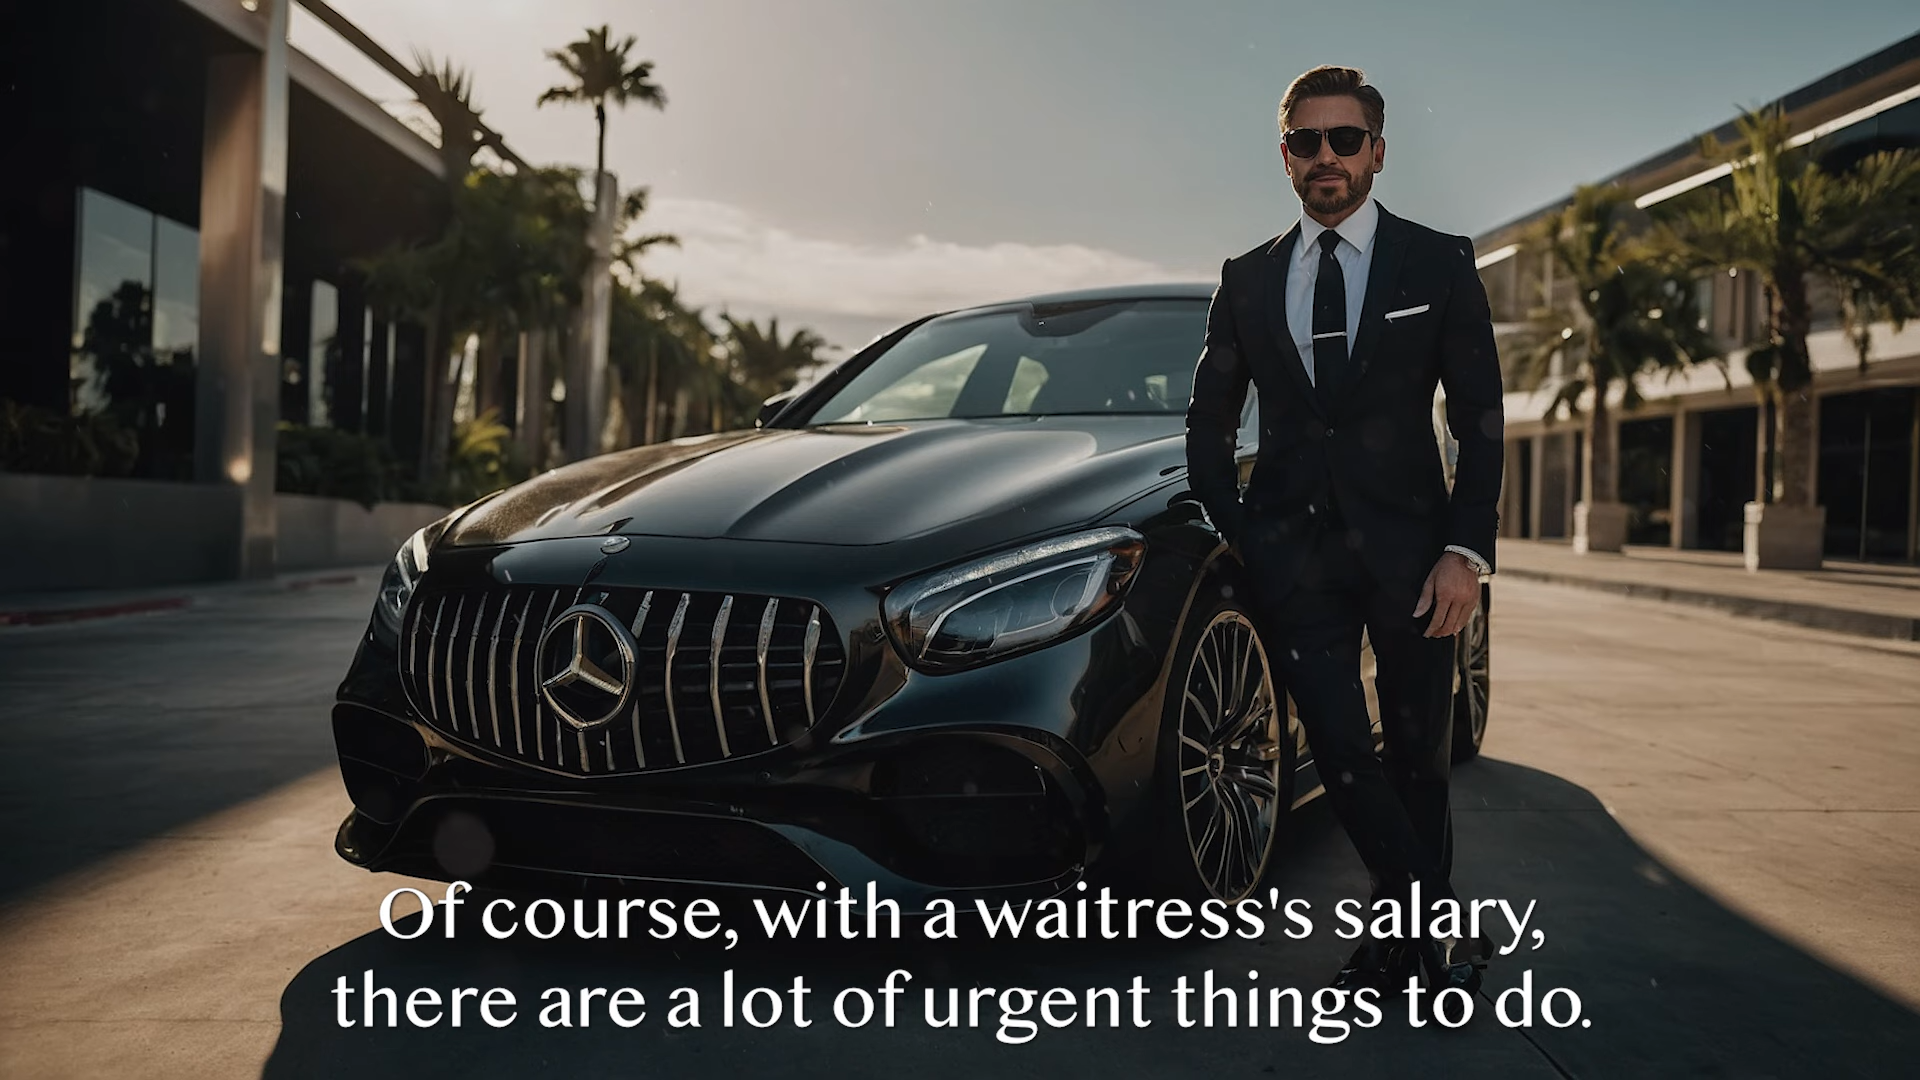 Of course, with a waitress's salary,
there are a lot of urgent things to do.